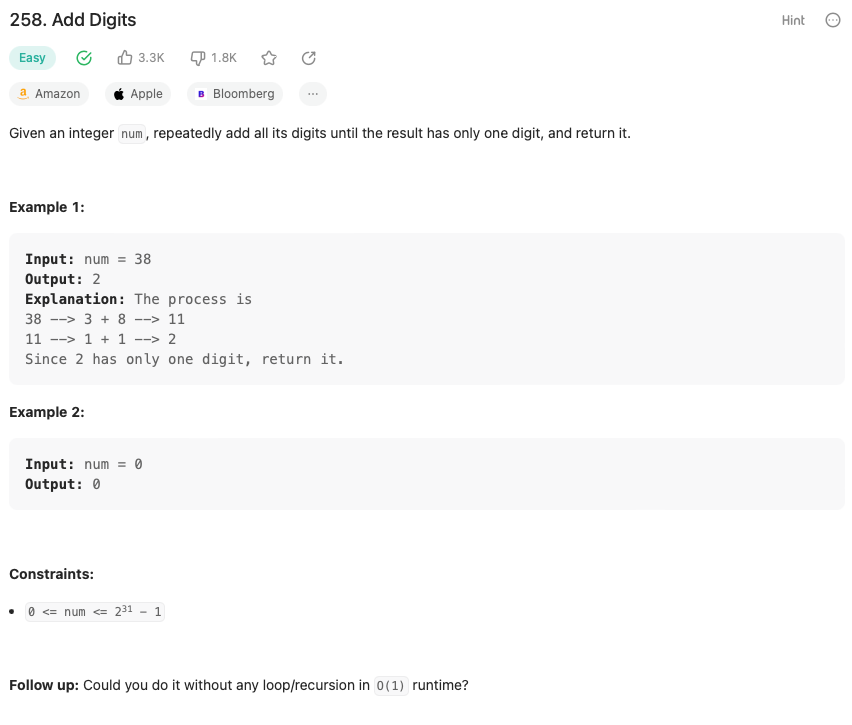 258. Add Digits
Hint
Easy
3.3K
1.8K
Amazon
Apple
Bloomberg
Given an integer num, repeatedly add all its digits until the result has only one digit, and return it.
Example 1:
Input: num = 38
Output: 2
Explanation: The process is
38 --> 3 + 8 --> 11
11 --> 1 + 1 --> 2
Since 2 has only one digit, return it.
Example 2:
Input: num = 0
Output: 0
Constraints:
• 0 <= num <= 2³¹ - 1
Follow up: Could you do it without any loop/recursion in O(1) runtime?